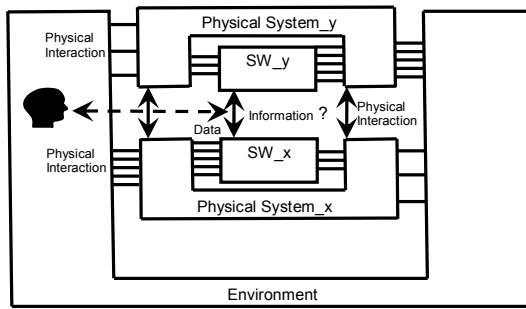 Physical System_y
Physical
Interaction
SW_y
Information ?
Physical
Interaction
Data
Physical
Interaction
SW_x
Physical System_x
Environment